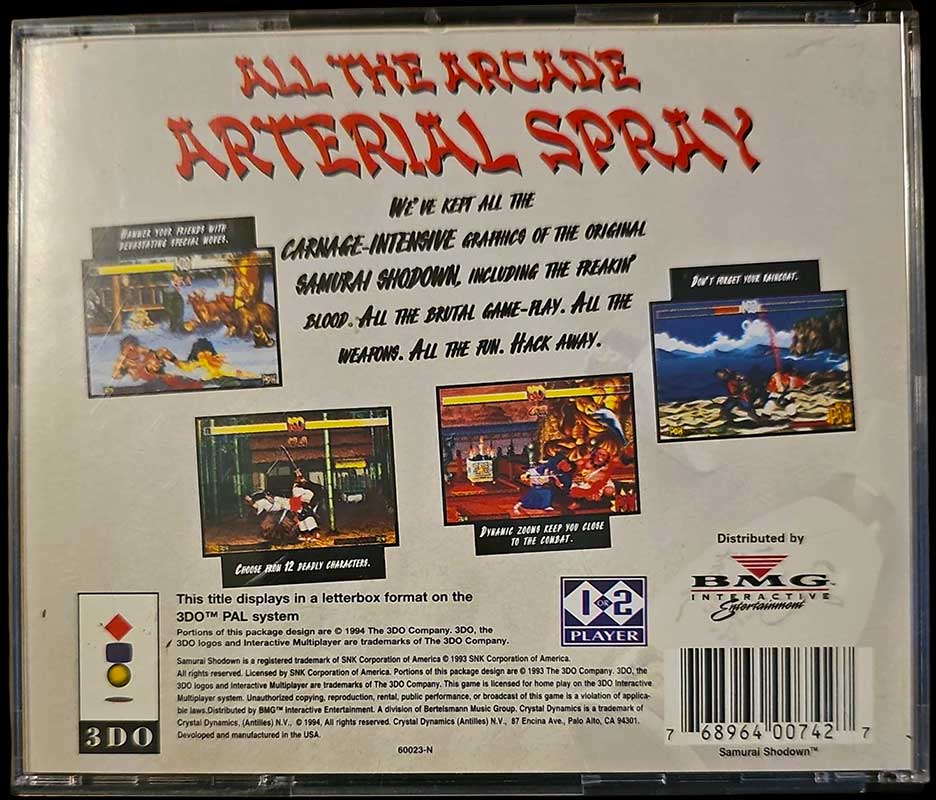 ALL THE ARCADE
ARTERIAL SPRAY
WE'VE KEPT ALL THE
CARNAGE-INTENSIVE GRAPHICS OF THE ORIGINAL
SAMURAI SHODOWN, INCLUDING THE FREAKIN'
BLOOD. ALL THE BRUTAL GAME-PLAY. ALL THE
WEAPONS. ALL THE FUN. HACK AWAY.
HAMMER YOUR FRIENDS WITH
DEVASTATING SPECIAL MOVES.
DON'T FORGET YOUR RAINCOAT.
CHOOSE FROM 12 DEADLY CHARACTERS.
DYNAMIC ZOOMS KEEP YOU CLOSE
TO THE COMBAT.
Distributed by
BMG™
INTERACTIVE
Entertainment
This title displays in a letterbox format on the
3DO™ PAL system
1 OR 2
PLAYER
Portions of this package design are © 1994 The 3DO Company. 3DO, the
3DO logos and Interactive Multiplayer are trademarks of The 3DO Company.
Samurai Shodown is a registered trademark of SNK Corporation of America © 1993 SNK Corporation of America.
All rights reserved. Licensed by SNK Corporation of America. Portions of this package design are © 1993 The 3DO Company. 3DO, the
3DO logos and Interactive Multiplayer are trademarks of The 3DO Company. This game is licensed for home play on the 3DO Interactive
Multiplayer system. Unauthorized copying, reproduction, rental, public performance, or broadcast of this game is a violation of applica-
ble laws.Distributed by BMG™ Interactive Entertainment. A division of Bertelsmann Music Group. Crystal Dynamics is a trademark of
Crystal Dynamics, (Antilles) N.V., © 1994, All rights reserved. Crystal Dynamics (Antilles) N.V., 87 Encina Ave., Palo Alto, CA 94301.
Devoloped and manufactured in the USA.
3DO
60023-N
7 68964 00742 7
Samurai Shodown™